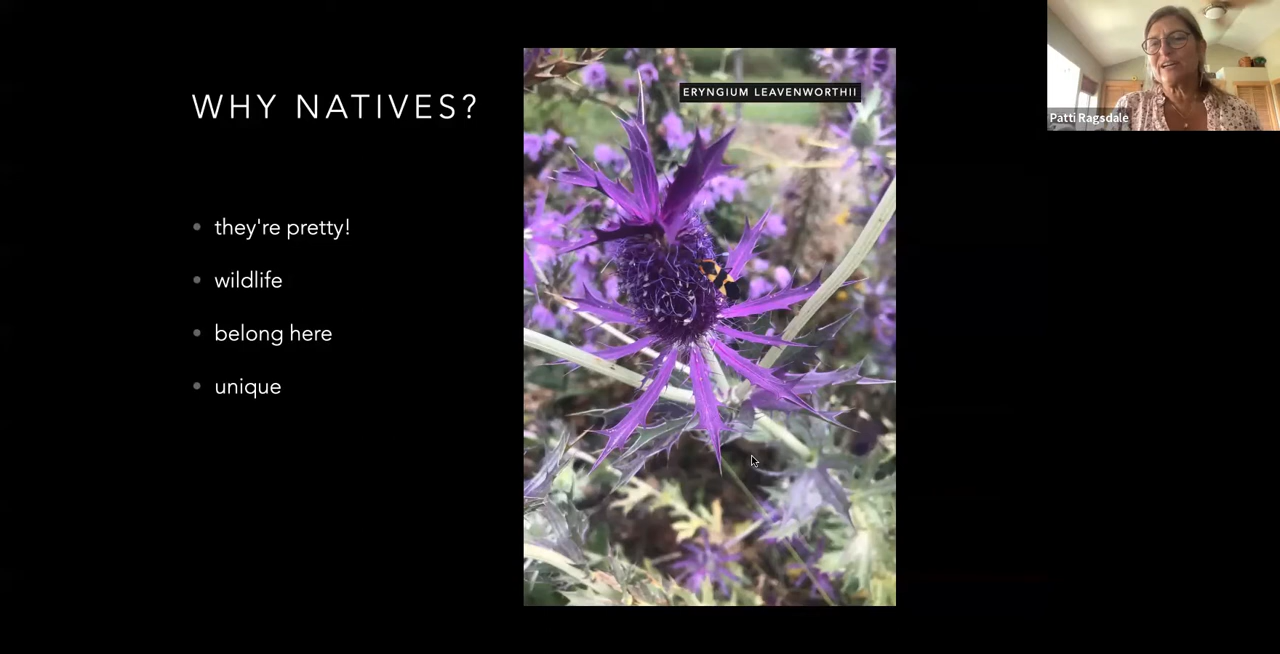 WHY NATIVES?
they're pretty!
wildlife
belong here
unique
ERYNGIUM LEAVENWORTHII
Patti Ragsdale